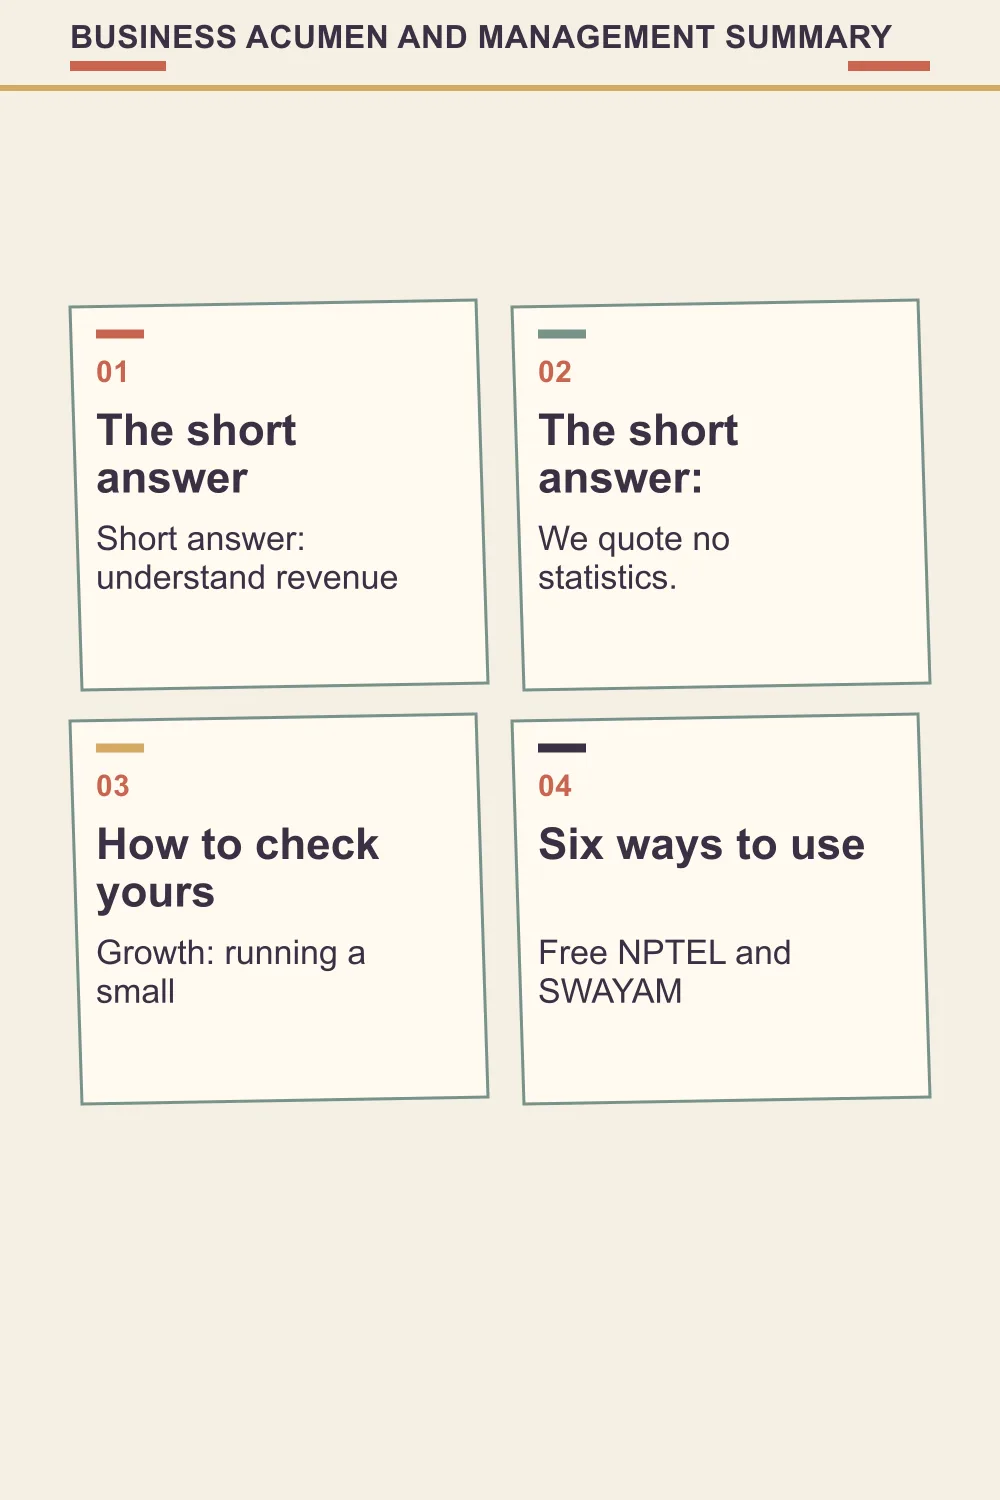 BUSINESS ACUMEN AND MANAGEMENT SUMMARY
01
The short
answer
Short answer:
understand revenue
02
The short
answer:
We quote no
statistics.
03
How to check
yours
Growth: running a
small
04
Six ways to use
Free NPTEL and
SWAYAM